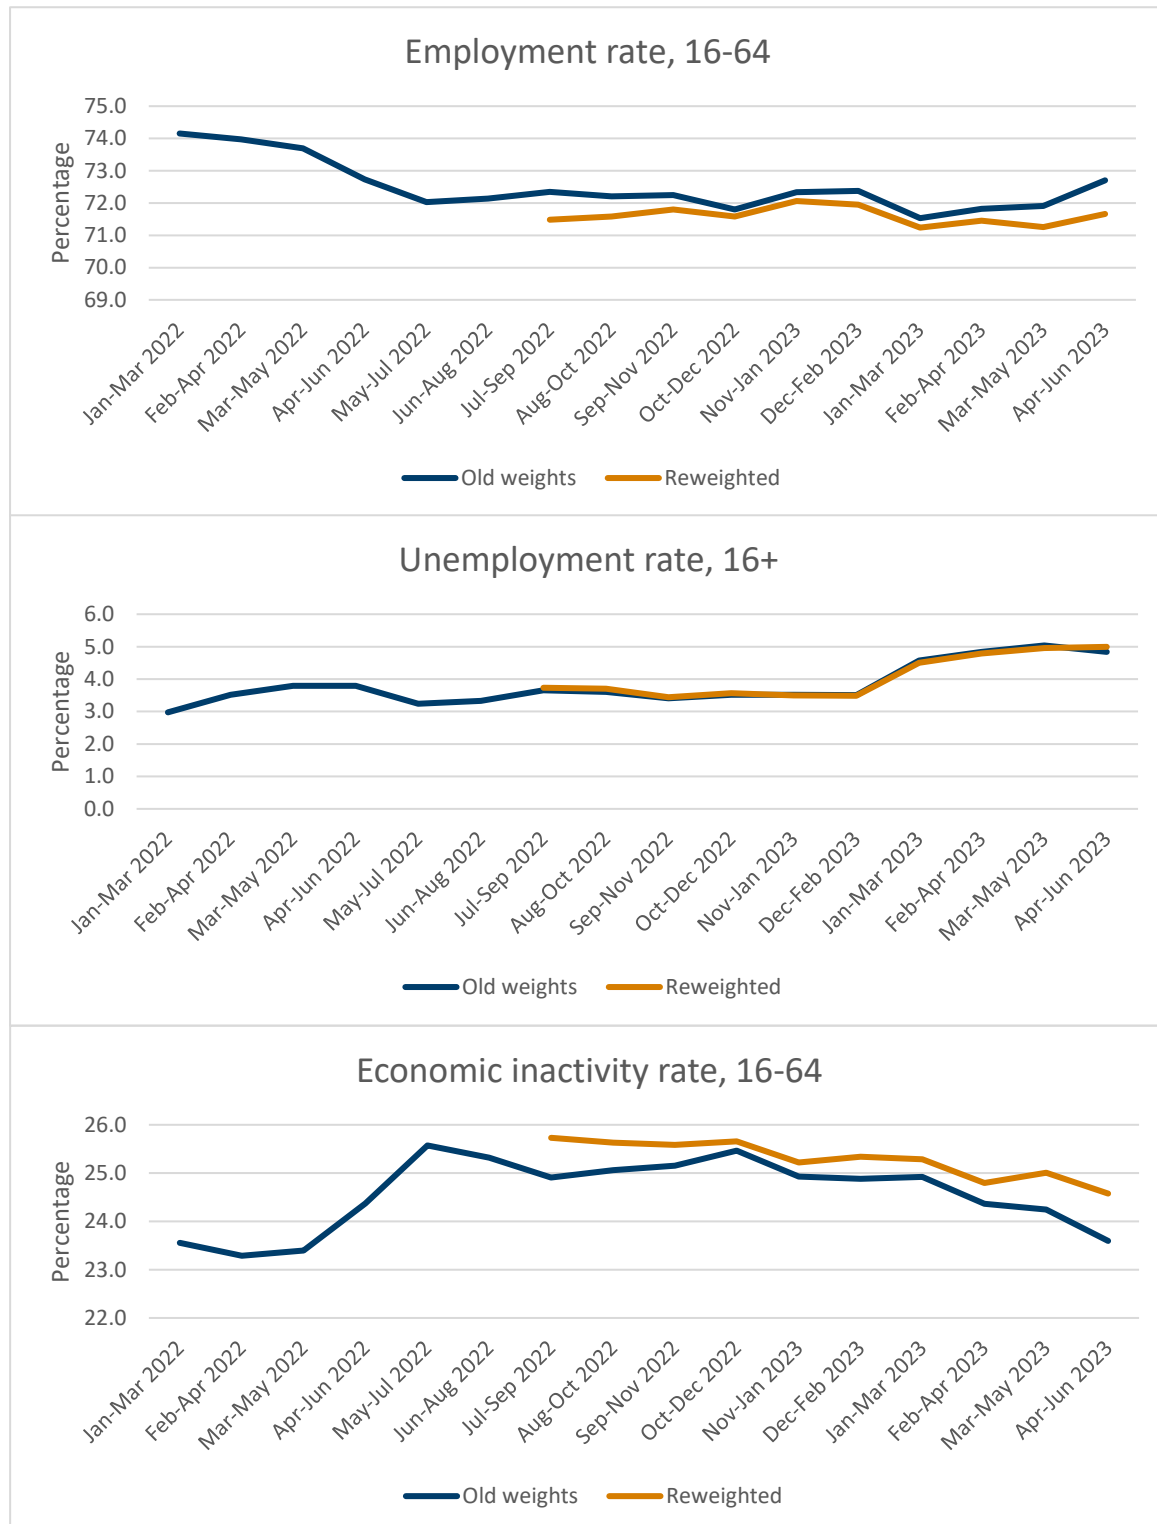 Employment rate, 16-64
Percentage
75.0
74.0
73.0
72.0
71.0
70.0
69.0
Jan-Mar 2022
Feb-Apr 2022
Mar-May 2022
Apr-Jun 2022
May-Jul 2022
Jun-Aug 2022
Jul-Sep 2022
Aug-Oct 2022
Sep-Nov 2022
Oct-Dec 2022
Nov-Jan 2023
Dec-Feb 2023
Jan-Mar 2023
Feb-Apr 2023
Mar-May 2023
Apr-Jun 2023
Old weights Reweighted
Unemployment rate, 16+
Percentage
6.0
5.0
4.0
3.0
2.0
1.0
0.0
Jan-Mar 2022
Feb-Apr 2022
Mar-May 2022
Apr-Jun 2022
May-Jul 2022
Jun-Aug 2022
Jul-Sep 2022
Aug-Oct 2022
Sep-Nov 2022
Oct-Dec 2022
Nov-Jan 2023
Dec-Feb 2023
Jan-Mar 2023
Feb-Apr 2023
Mar-May 2023
Apr-Jun 2023
Old weights Reweighted
Economic inactivity rate, 16-64
Percentage
26.0
25.0
24.0
23.0
22.0
Jan-Mar 2022
Feb-Apr 2022
Mar-May 2022
Apr-Jun 2022
May-Jul 2022
Jun-Aug 2022
Jul-Sep 2022
Aug-Oct 2022
Sep-Nov 2022
Oct-Dec 2022
Nov-Jan 2023
Dec-Feb 2023
Jan-Mar 2023
Feb-Apr 2023
Mar-May 2023
Apr-Jun 2023
Old weights Reweighted